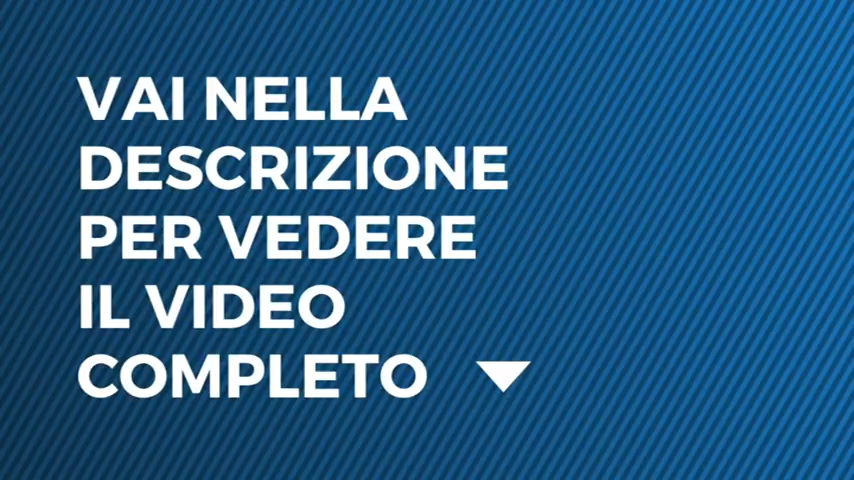 VAI NELLA
DESCRIZIONE
PER VEDERE
IL VIDEO
COMPLETO